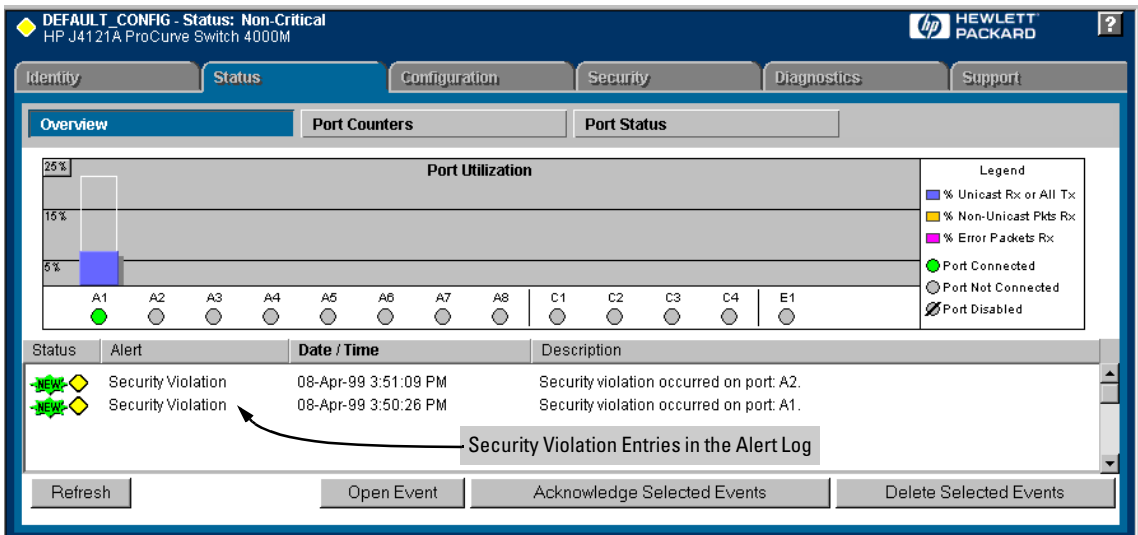 DEFAULT_CONFIG - Status: Non-Critical
HP J4121A ProCurve Switch 4000M
hp HEWLETT PACKARD
?
Identity Status Configuration Security Diagnostics Support
Overview Port Counters Port Status
Port Utilization
25%
15%
5%
A1 A2 A3 A4 A5 A6 A7 A8 C1 C2 C3 C4 E1
Legend
% Unicast Rx or All Tx
% Non-Unicast Pkts Rx
% Error Packets Rx
Port Connected
Port Not Connected
Port Disabled
Status Alert Date / Time Description
NEW Security Violation 08-Apr-99 3:51:09 PM Security violation occurred on port: A2.
NEW Security Violation 08-Apr-99 3:50:26 PM Security violation occurred on port: A1.
Security Violation Entries in the Alert Log
Refresh Open Event Acknowledge Selected Events Delete Selected Events